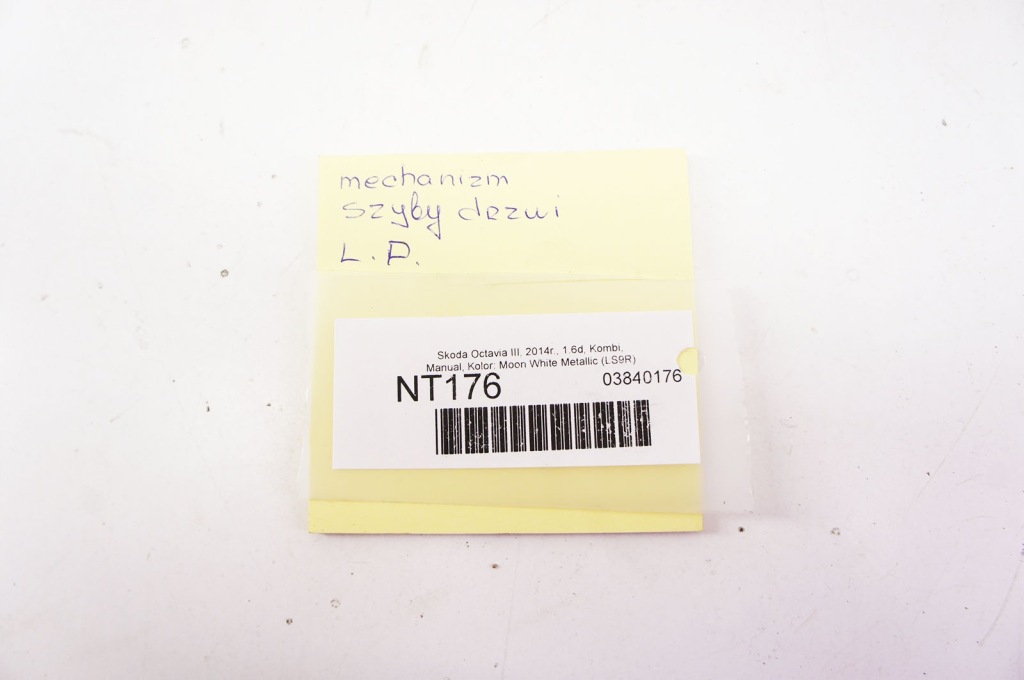 mechanizm
szyby drzwi
L.P.
Skoda Octavia III. 2014r., 1.6d, Kombi,
Manual, Kolor: Moon White Metallic (LS9R)
NT176 03840176